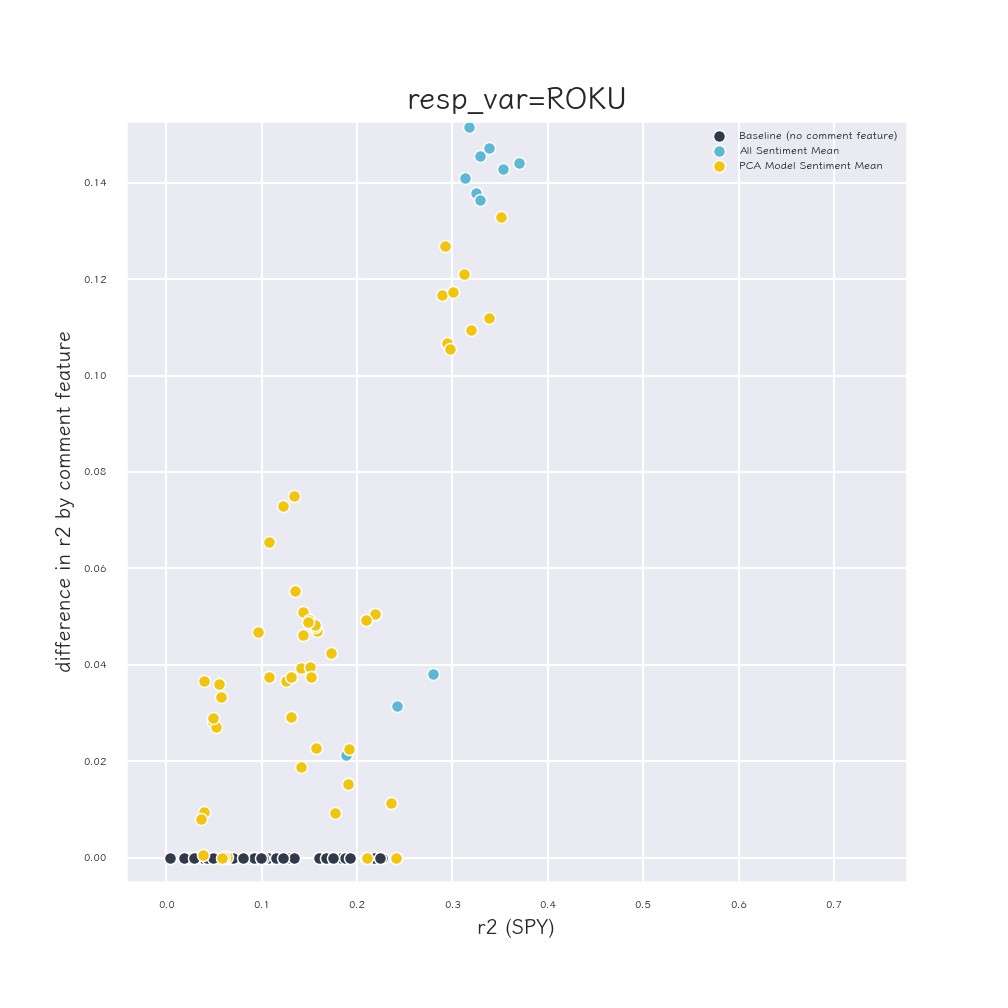 resp_var=ROKU
Baseline (no comment feature)
All Sentiment Mean
PCA Model Sentiment Mean
difference in r2 by comment feature
0.14
0.12
0.10
0.08
0.06
0.04
0.02
0.00
0.0 0.1 0.2 0.3 0.4 0.5 0.6 0.7
r2 (SPY)